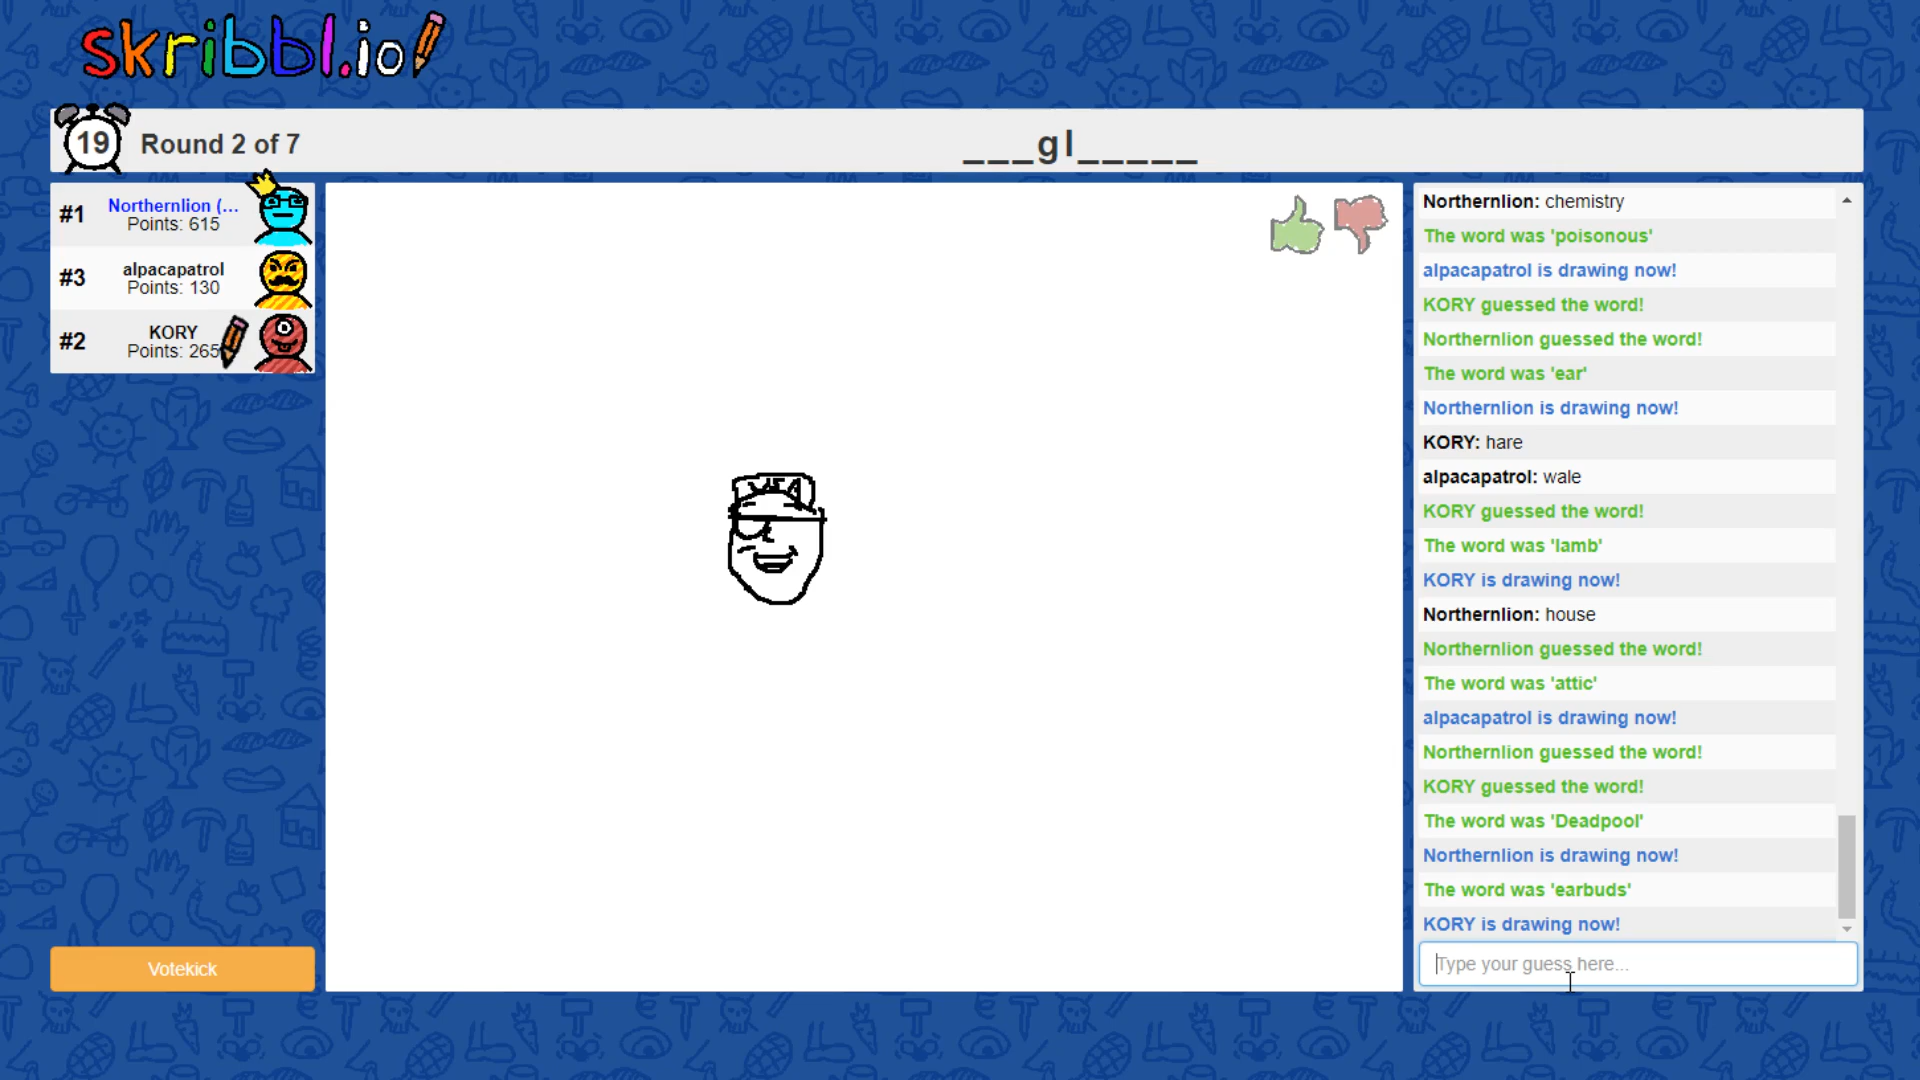 skribbl.io
19
Round 2 of 7
___gl_____
#1
Northernlion (...
Points: 615
#3
alpacapatrol
Points: 130
#2
KORY
Points: 265
Votekick
Northernlion: chemistry
The word was 'poisonous'
alpacapatrol is drawing now!
KORY guessed the word!
Northernlion guessed the word!
The word was 'ear'
Northernlion is drawing now!
KORY: hare
alpacapatrol: wale
KORY guessed the word!
The word was 'lamb'
KORY is drawing now!
Northernlion: house
Northernlion guessed the word!
The word was 'attic'
alpacapatrol is drawing now!
Northernlion guessed the word!
KORY guessed the word!
The word was 'Deadpool'
Northernlion is drawing now!
The word was 'earbuds'
KORY is drawing now!
Type your guess here...